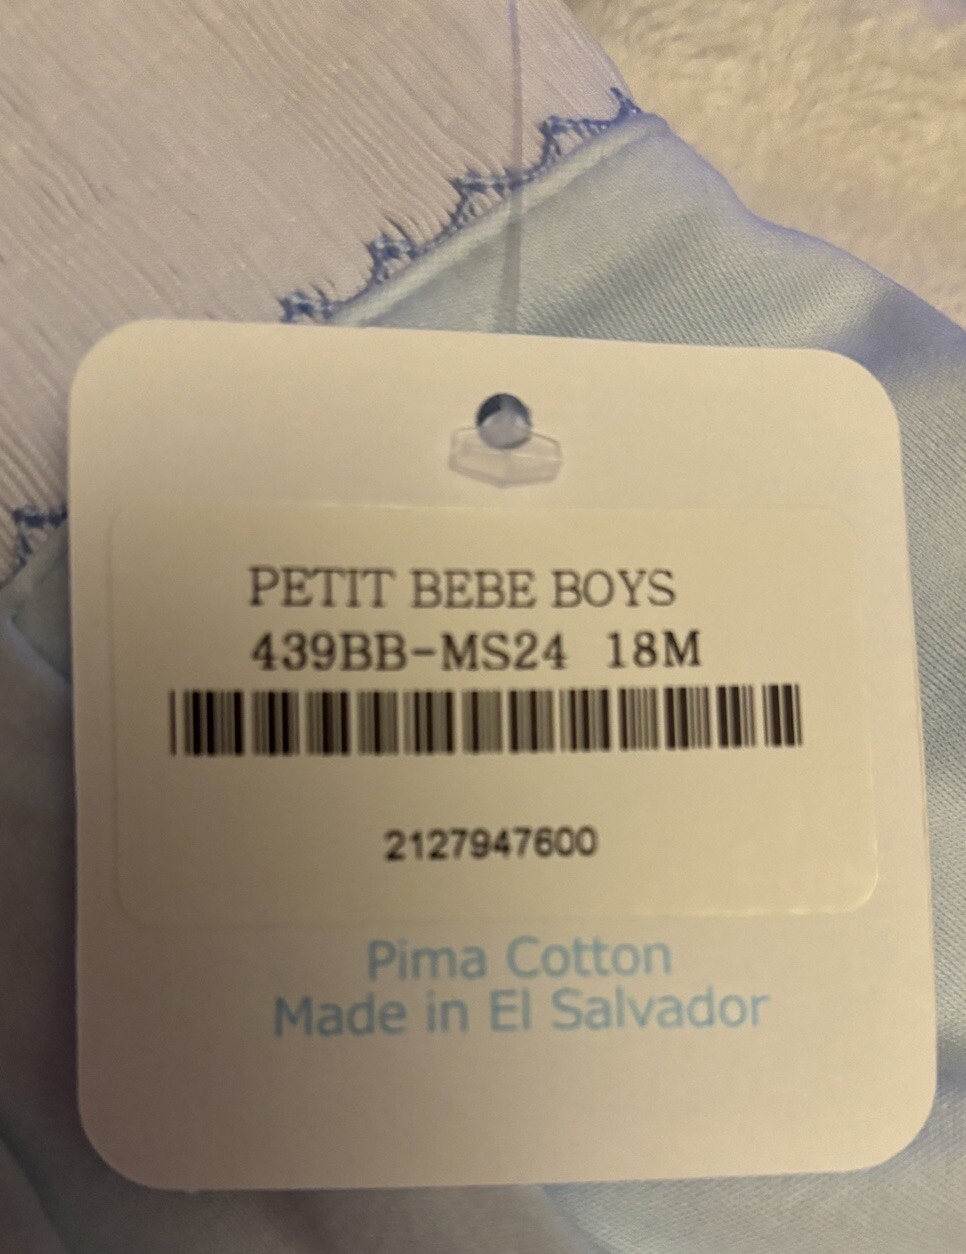 PETIT BEBE BOYS
439BB-MS24 18M
2127947600
Pima Cotton
Made in El Salvador